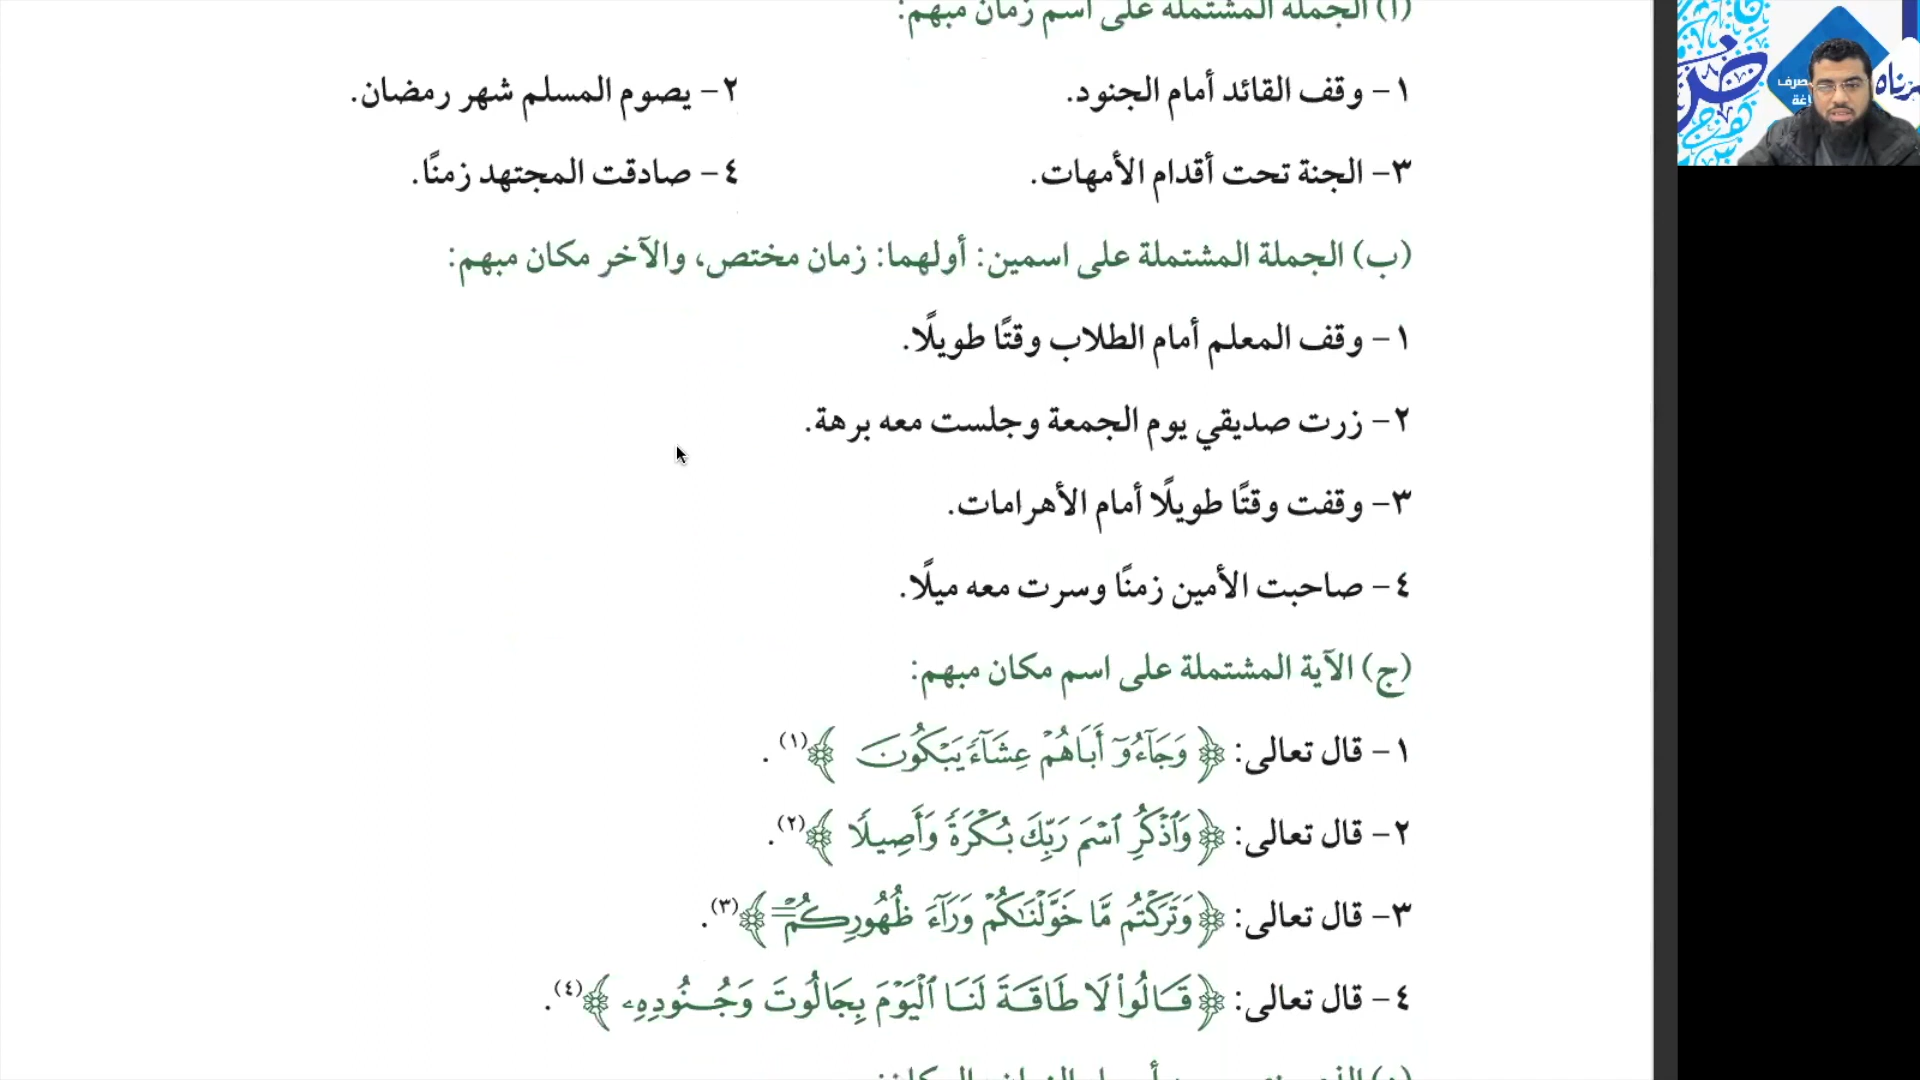 (أ) الجملة المشتملة على اسم زمان مبهم:
١- وقف القائد أمام الجنود. ٢- يصوم المسلم شهر رمضان.
٣- الجنة تحت أقدام الأمهات. ٤- صادقت المجتهد زمنًا.
(ب) الجملة المشتملة على اسمين: أولهما: زمان مختص، والآخر مكان مبهم:
١- وقف المعلم أمام الطلاب وقتًا طويلًا.
٢- زرت صديقي يوم الجمعة وجلست معه برهة.
٣- وقفت وقتًا طويلًا أمام الأهرامات.
٤- صاحبت الأمين زمنًا وسرت معه ميلًا.
(ج) الآية المشتملة على اسم مكان مبهم:
١- قال تعالى: ﴿وَجَآءُوٓ أَبَاهُمْ عِشَآءً يَبْكُونَ﴾(١).
٢- قال تعالى: ﴿وَٱذْكُرِ ٱسْمَ رَبِّكَ بُكْرَةً وَأَصِيلًا﴾(٢).
٣- قال تعالى: ﴿وَتَرَكْتُم مَّا خَوَّلْنَـٰكُمْ وَرَآءَ ظُهُورِكُمْ﴾(٣).
٤- قال تعالى: ﴿قَالُوا۟ لَا طَاقَةَ لَنَا ٱلْيَوْمَ بِجَالُوتَ وَجُنُودِهِۦ﴾(٤).